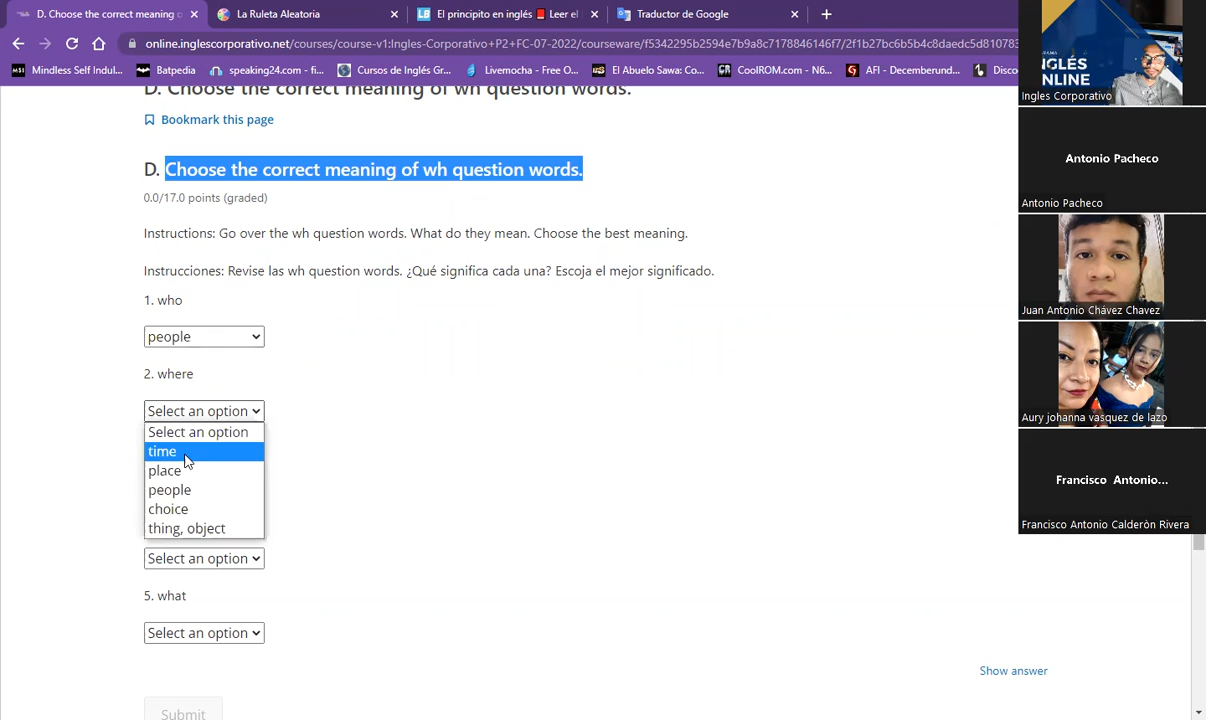 D. Choose the correct meaning o
La Ruleta Aleatoria
El principito en inglés
Leer el
Traductor de Google
online.inglescorporativo.net/courses/course-v1:Ingles-Corporativo+P2+FC-07-2022/courseware/f5342295b2594e7b9a8c7178846146f7/2f1b27bc6b5b4c8daedc5d810783
Mindless Self Indul...
Batpedia
speaking24.com - fi...
Cursos de Inglés Gr...
Livemocha - Free O...
El Abuelo Sawa: Co...
CoolROM.com - N6...
AFI - Decemberund...
Disco
D. Choose the correct meaning of wh question words.
Bookmark this page
D. Choose the correct meaning of wh question words.
0.0/17.0 points (graded)
Instructions: Go over the wh question words. What do they mean. Choose the best meaning.
Instrucciones: Revise las wh question words. ¿Qué significa cada una? Escoja el mejor significado.
1. who
people
2. where
Select an option
Select an option
time
place
people
choice
thing, object
Select an option
5. what
Select an option
Show answer
Submit
INGLÉS
ONLINE
Ingles Corporativo
Antonio Pacheco
Antonio Pacheco
Juan Antonio Chávez Chavez
Aury johanna vasquez de lazo
Francisco Antonio...
Francisco Antonio Calderòn Rivera